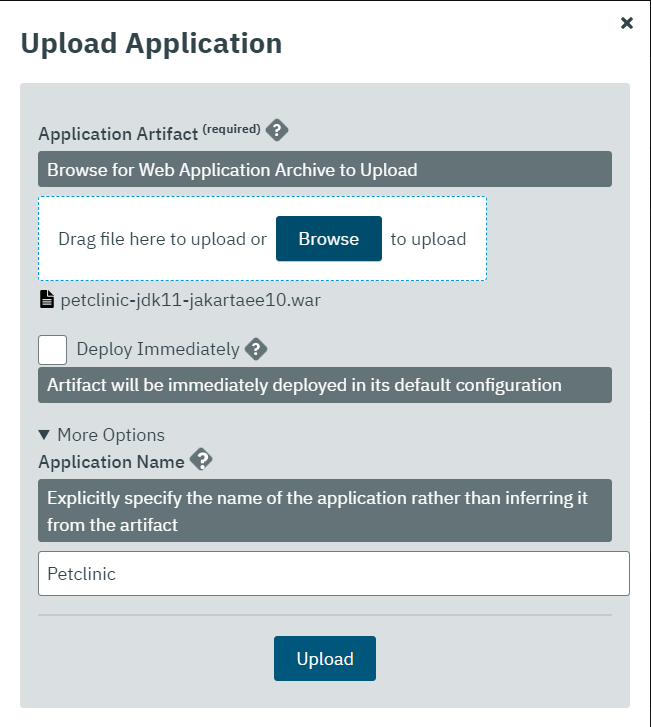 Upload Application
Application Artifact (required) ?
Browse for Web Application Archive to Upload
Drag file here to upload or Browse to upload
petclinic-jdk11-jakartaee10.war
Deploy Immediately ?
Artifact will be immediately deployed in its default configuration
▼ More Options
Application Name ?
Explicitly specify the name of the application rather than inferring it
from the artifact
Petclinic
Upload